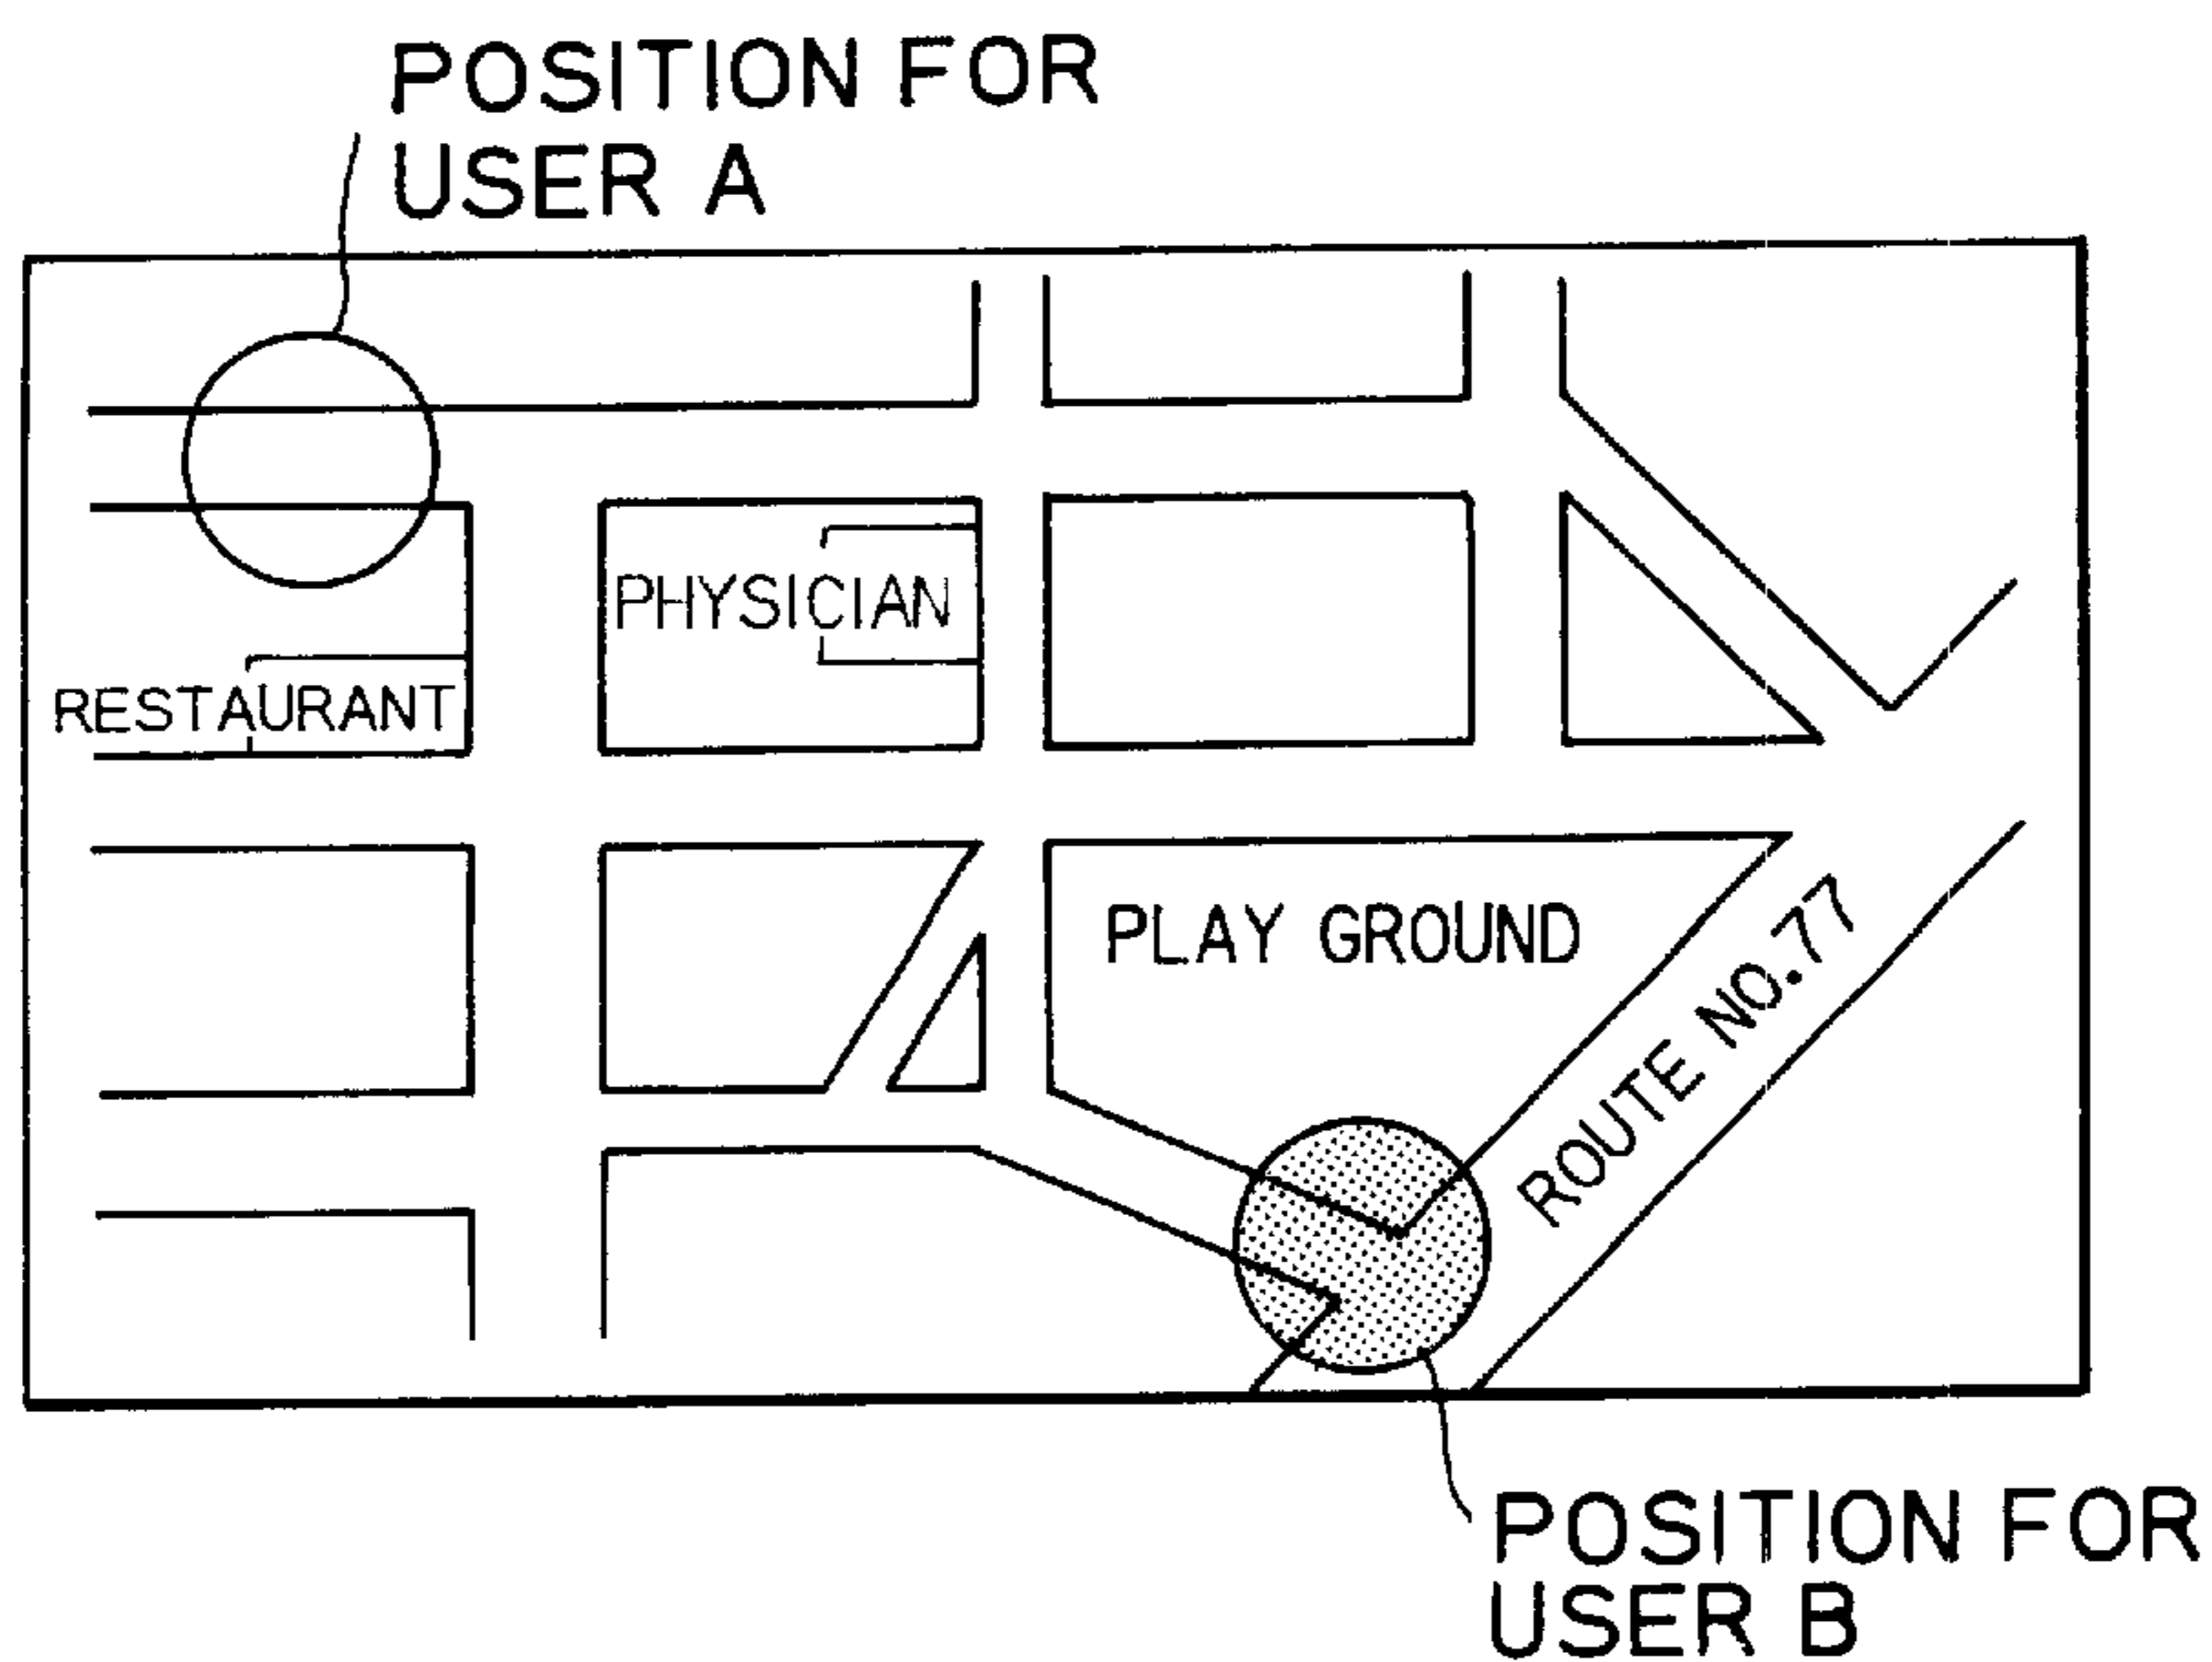 POSITION FOR
USER A
PHYSICIAN
RESTAURANT
PLAY GROUND
ROUTE NO.77
POSITION FOR
USER B